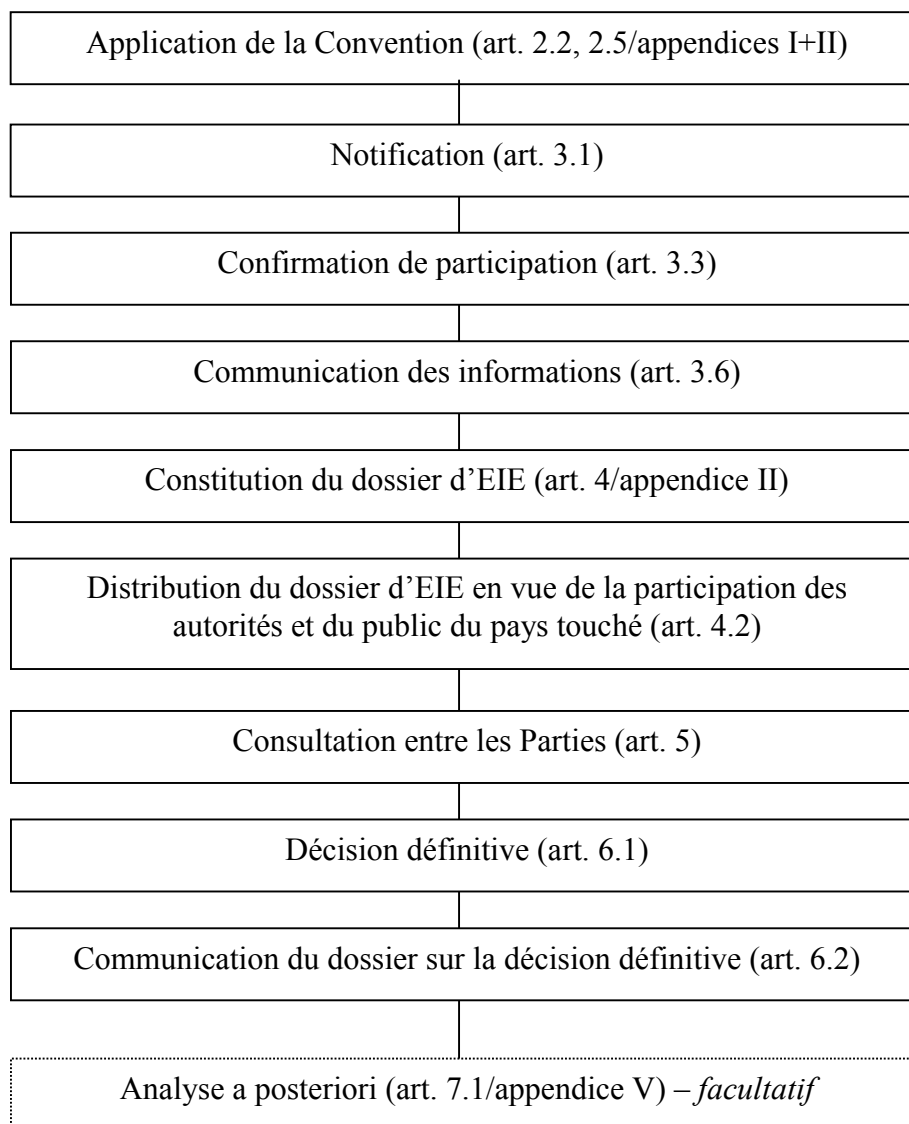 Application de la Convention (art. 2.2, 2.5/appendices I+II)
Notification (art. 3.1)
Confirmation de participation (art. 3.3)
Communication des informations (art. 3.6)
Constitution du dossier d’EIE (art. 4/appendice II)
Distribution du dossier d’EIE en vue de la participation des
autorités et du public du pays touché (art. 4.2)
Consultation entre les Parties (art. 5)
Décision définitive (art. 6.1)
Communication du dossier sur la décision définitive (art. 6.2)
Analyse a posteriori (art. 7.1/appendice V) – facultatif